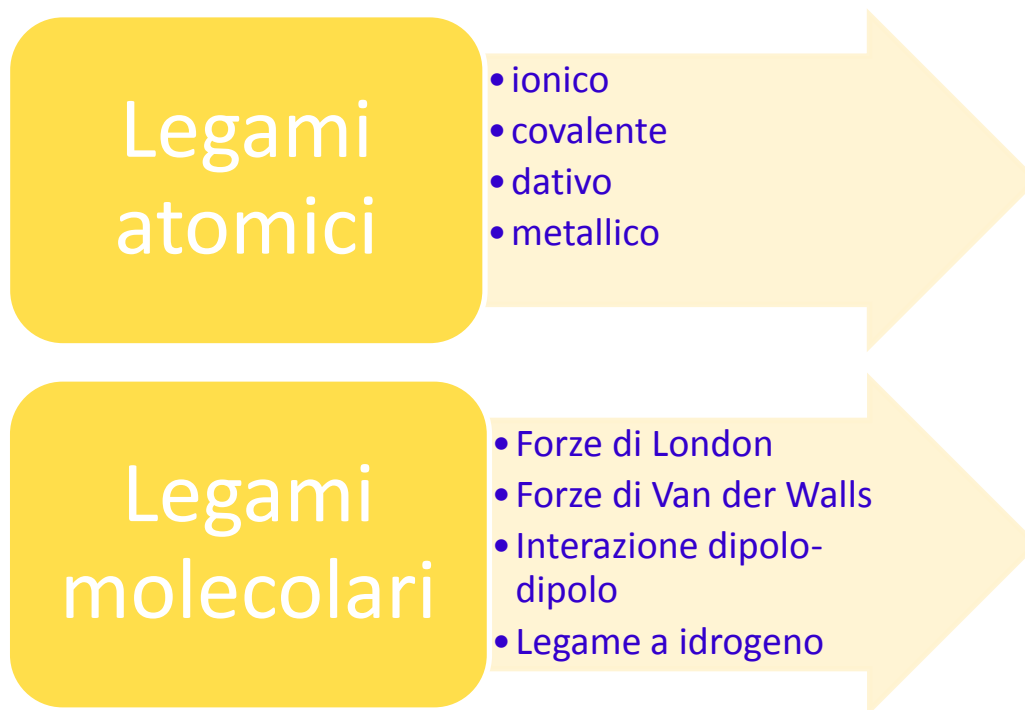 Legami
atomici
• ionico
• covalente
• dativo
• metallico
Legami
molecolari
• Forze di London
• Forze di Van der Walls
• Interazione dipolo-
dipolo
• Legame a idrogeno